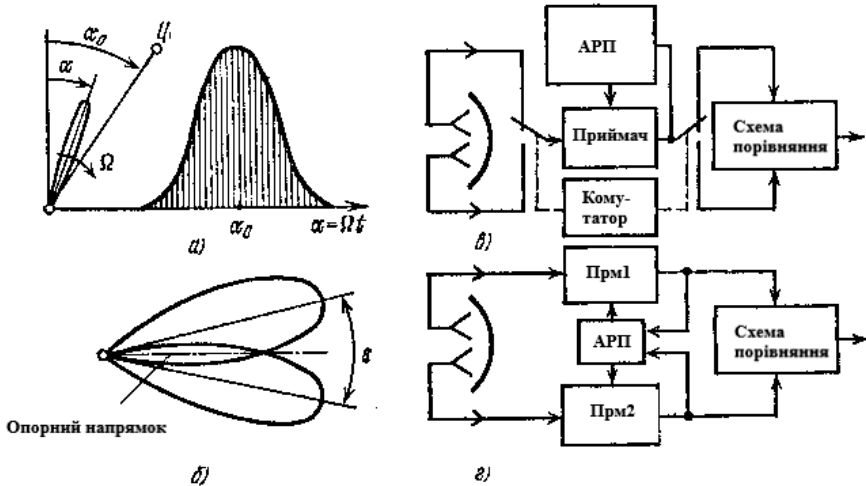 α₀
Ц
α
Ω
α₀
α=Ωt
а)
АРП
Приймач
Схема
порівняння
Кому-
татор
в)
Опорний напрямок
б)
Прм1
АРП
Схема
порівняння
Прм2
г)